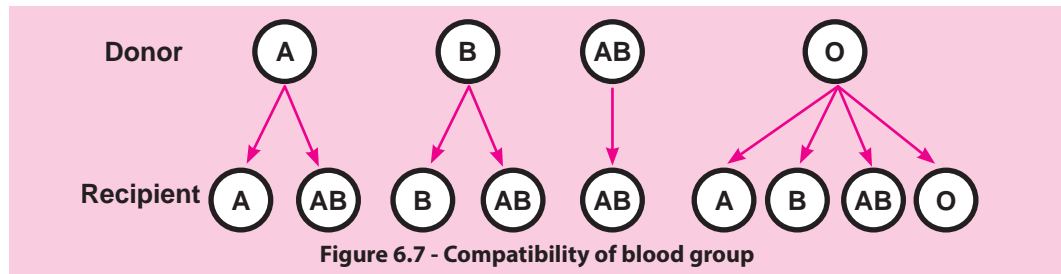 Donor A B AB O
Recipient A AB B AB AB A B AB O
Figure 6.7 - Compatibility of blood group